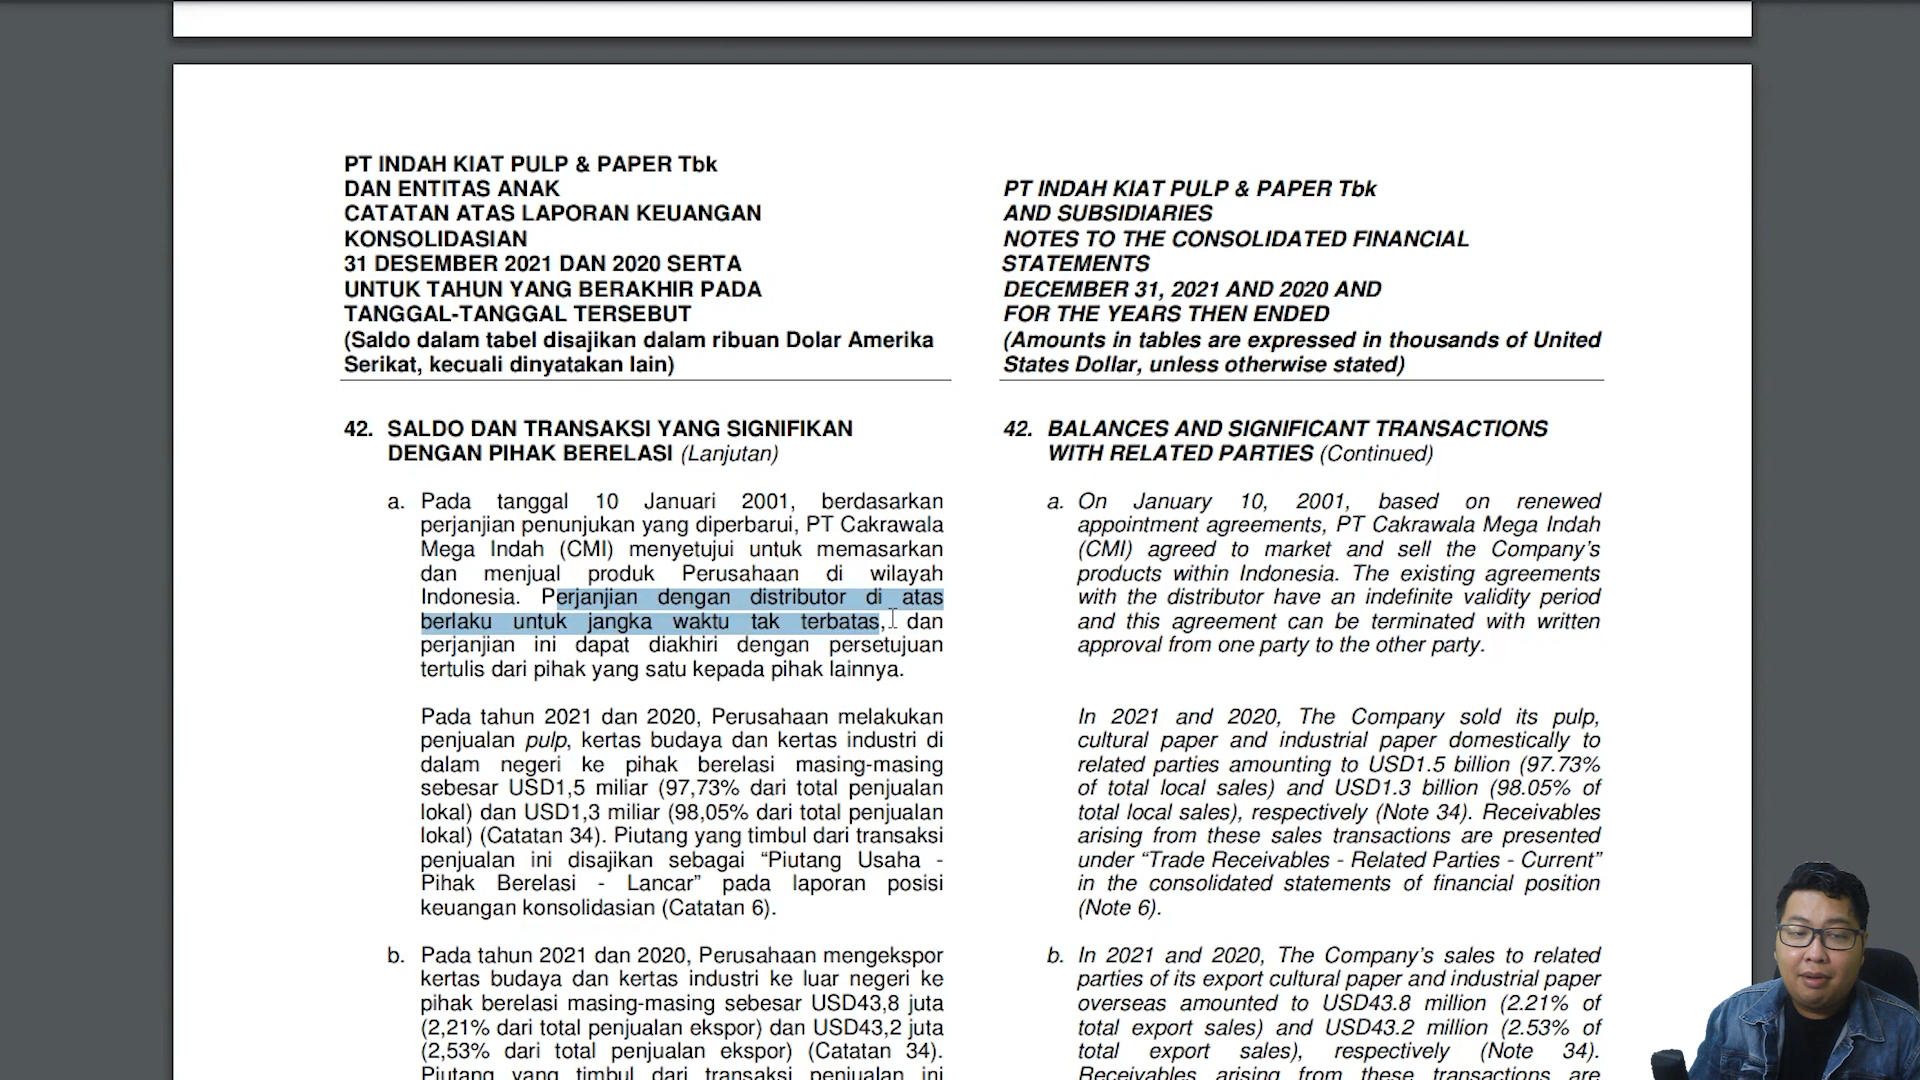 PT INDAH KIAT PULP & PAPER Tbk
DAN ENTITAS ANAK
CATATAN ATAS LAPORAN KEUANGAN
KONSOLIDASIAN
31 DESEMBER 2021 DAN 2020 SERTA
UNTUK TAHUN YANG BERAKHIR PADA
TANGGAL-TANGGAL TERSEBUT
(Saldo dalam tabel disajikan dalam ribuan Dolar Amerika
Serikat, kecuali dinyatakan lain)
PT INDAH KIAT PULP & PAPER Tbk
AND SUBSIDIARIES
NOTES TO THE CONSOLIDATED FINANCIAL
STATEMENTS
DECEMBER 31, 2021 AND 2020 AND
FOR THE YEARS THEN ENDED
(Amounts in tables are expressed in thousands of United
States Dollar, unless otherwise stated)
42. SALDO DAN TRANSAKSI YANG SIGNIFIKAN
DENGAN PIHAK BERELASI (Lanjutan)
a. Pada tanggal 10 Januari 2001, berdasarkan
perjanjian penunjukan yang diperbarui, PT Cakrawala
Mega Indah (CMI) menyetujui untuk memasarkan
dan menjual produk Perusahaan di wilayah
Indonesia. Perjanjian dengan distributor di atas
berlaku untuk jangka waktu tak terbatas, dan
perjanjian ini dapat diakhiri dengan persetujuan
tertulis dari pihak yang satu kepada pihak lainnya.
Pada tahun 2021 dan 2020, Perusahaan melakukan
penjualan pulp, kertas budaya dan kertas industri di
dalam negeri ke pihak berelasi masing-masing
sebesar USD1,5 miliar (97,73% dari total penjualan
lokal) dan USD1,3 miliar (98,05% dari total penjualan
lokal) (Catatan 34). Piutang yang timbul dari transaksi
penjualan ini disajikan sebagai “Piutang Usaha -
Pihak Berelasi - Lancar” pada laporan posisi
keuangan konsolidasian (Catatan 6).
b. Pada tahun 2021 dan 2020, Perusahaan mengekspor
kertas budaya dan kertas industri ke luar negeri ke
pihak berelasi masing-masing sebesar USD43,8 juta
(2,21% dari total penjualan ekspor) dan USD43,2 juta
(2,53% dari total penjualan ekspor) (Catatan 34).
Piutang yang timbul dari transaksi penjualan ini
42. BALANCES AND SIGNIFICANT TRANSACTIONS
WITH RELATED PARTIES (Continued)
a. On January 10, 2001, based on renewed
appointment agreements, PT Cakrawala Mega Indah
(CMI) agreed to market and sell the Company’s
products within Indonesia. The existing agreements
with the distributor have an indefinite validity period
and this agreement can be terminated with written
approval from one party to the other party.
In 2021 and 2020, The Company sold its pulp,
cultural paper and industrial paper domestically to
related parties amounting to USD1.5 billion (97.73%
of total local sales) and USD1.3 billion (98.05% of
total local sales), respectively (Note 34). Receivables
arising from these sales transactions are presented
under “Trade Receivables - Related Parties - Current”
in the consolidated statements of financial position
(Note 6).
b. In 2021 and 2020, The Company’s sales to related
parties of its export cultural paper and industrial paper
overseas amounted to USD43.8 million (2.21% of
total export sales) and USD43.2 million (2.53% of
total export sales), respectively (Note 34).
Receivables arising from these transactions are